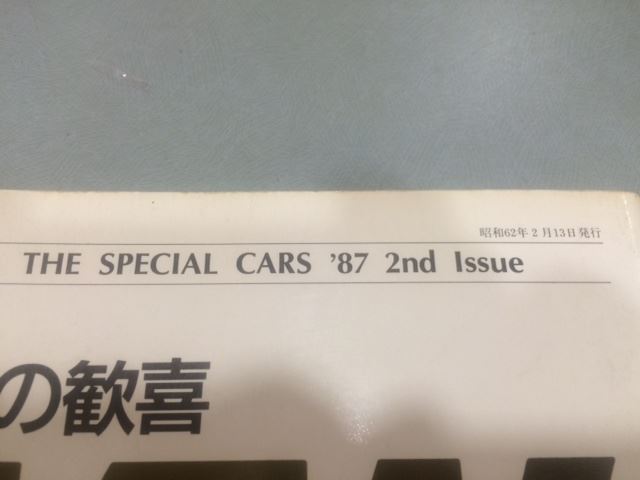 昭和62年2月13日発行
THE SPECIAL CARS '87 2nd Issue
の歓喜